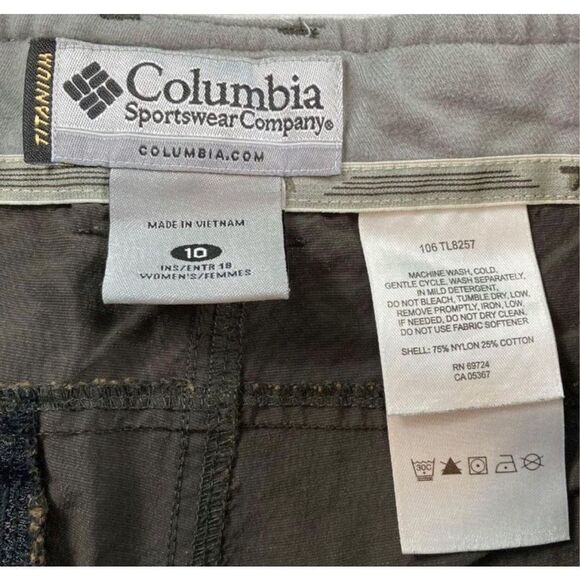 TITANIUM
Columbia
Sportswear Company®
COLUMBIA.COM
MADE IN VIETNAM
10
INS/ENTR 18
WOMEN'S/FEMMES
106 TL8257
MACHINE WASH, COLD,
GENTLE CYCLE. WASH SEPARATELY,
IN MILD DETERGENT,
DO NOT BLEACH, TUMBLE DRY, LOW.
REMOVE PROMPTLY, IRON, LOW
IF NEEDED, DO NOT DRY CLEAN.
DO NOT USE FABRIC SOFTENER
SHELL: 75% NYLON 25% COTTON
RN 69724
CA 05367
30C